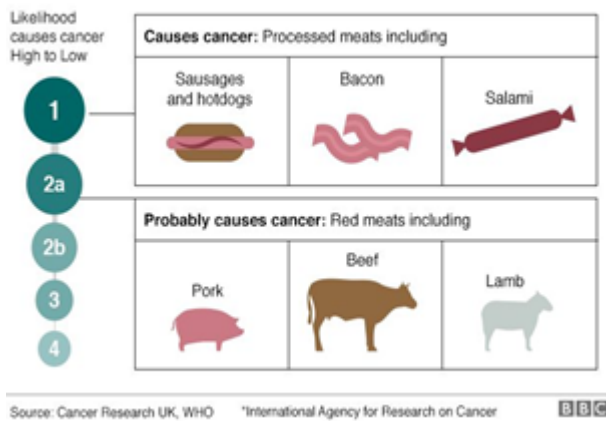 Likelihood
causes cancer
High to Low
1
2a
2b
3
4
Causes cancer: Processed meats including
Sausages
and hotdogs
Bacon
Salami
Probably causes cancer: Red meats including
Pork
Beef
Lamb
Source: Cancer Research UK, WHO *International Agency for Research on Cancer
BBC